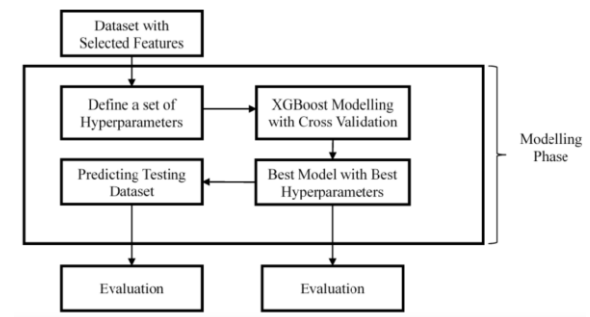 Dataset with
Selected Features
Define a set of
Hyperparameters
XGBoost Modelling
with Cross Validation
Modelling
Phase
Predicting Testing
Dataset
Best Model with Best
Hyperparameters
Evaluation
Evaluation